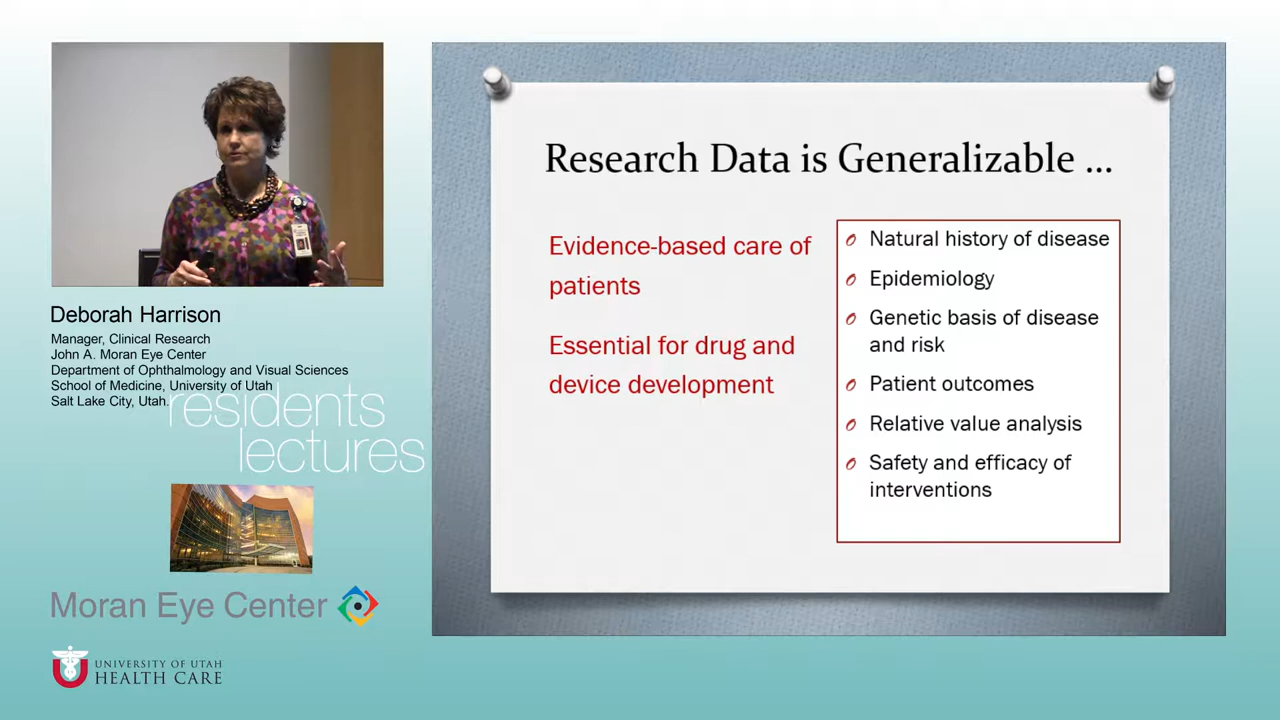 Deborah Harrison
Manager, Clinical Research
John A. Moran Eye Center
Department of Ophthalmology and Visual Sciences
School of Medicine, University of Utah
Salt Lake City, Utah.
residents
lectures
Moran Eye Center
UNIVERSITY OF UTAH
HEALTH CARE
Research Data is Generalizable ...
Evidence-based care of
patients
Essential for drug and
device development
Natural history of disease
Epidemiology
Genetic basis of disease
and risk
Patient outcomes
Relative value analysis
Safety and efficacy of
interventions